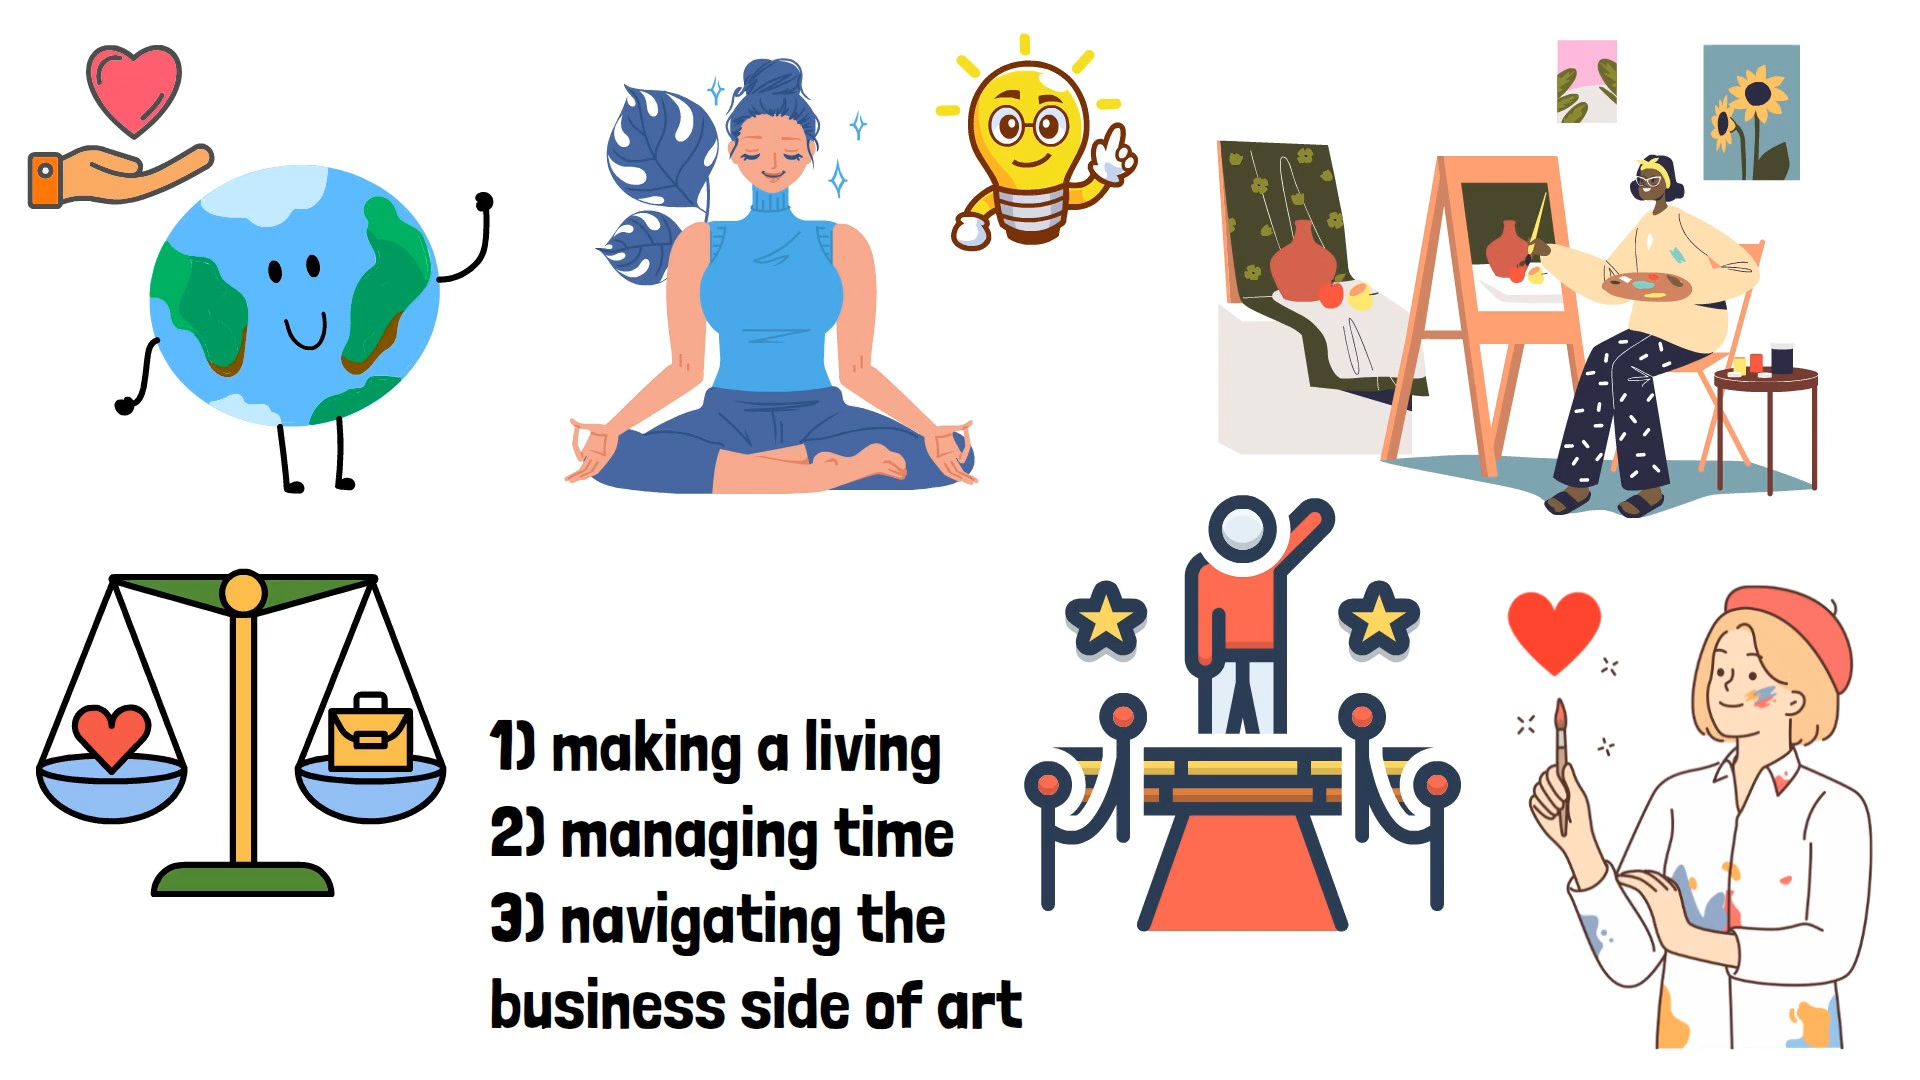 1) making a living
2) managing time
3) navigating the
business side of art